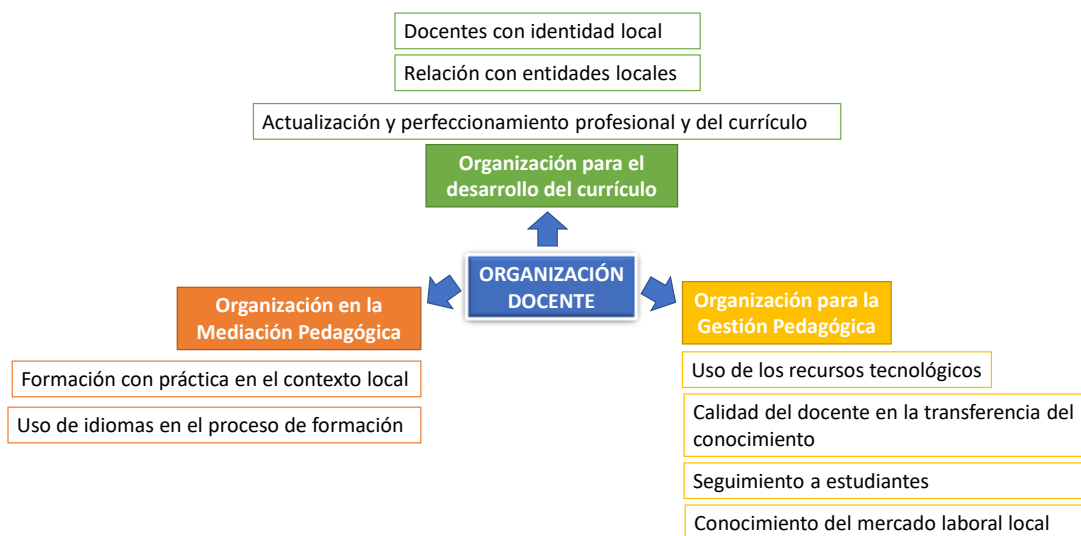 Docentes con identidad local
Relación con entidades locales
Actualización y perfeccionamiento profesional y del currículo
Organización para el
desarrollo del currículo
ORGANIZACIÓN
DOCENTE
Organización en la
Mediación Pedagógica
Formación con práctica en el contexto local
Uso de idiomas en el proceso de formación
Organización para la
Gestión Pedagógica
Uso de los recursos tecnológicos
Calidad del docente en la transferencia del
conocimiento
Seguimiento a estudiantes
Conocimiento del mercado laboral local